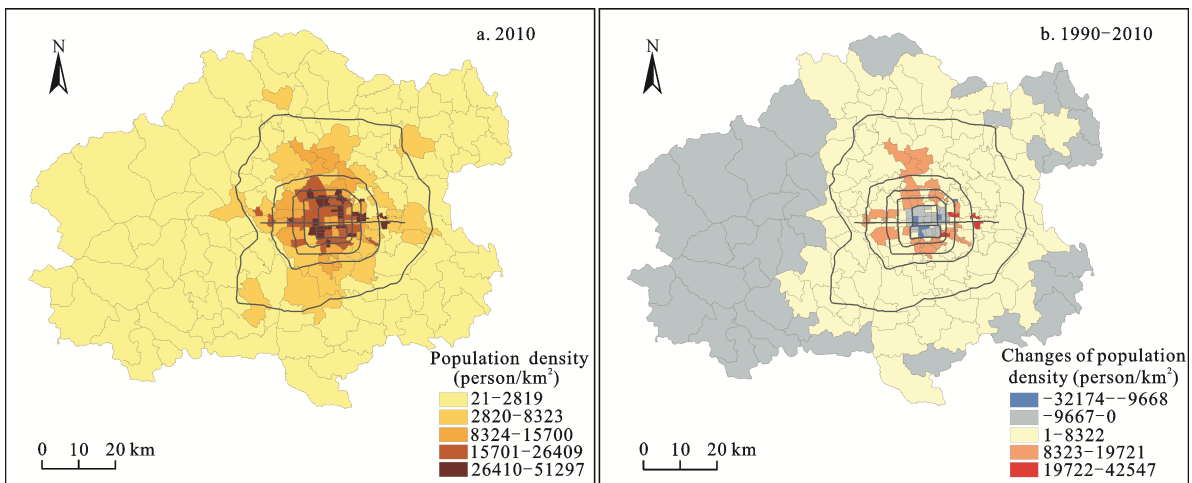 a. 2010
N
Population density
(person/km²)
21−2819
2820−8323
8324−15700
15701−26409
26410−51297
0 10 20 km
b. 1990−2010
N
Changes of population
density (person/km²)
-32174--9668
-9667-0
1-8322
8323-19721
19722-42547
0 10 20 km